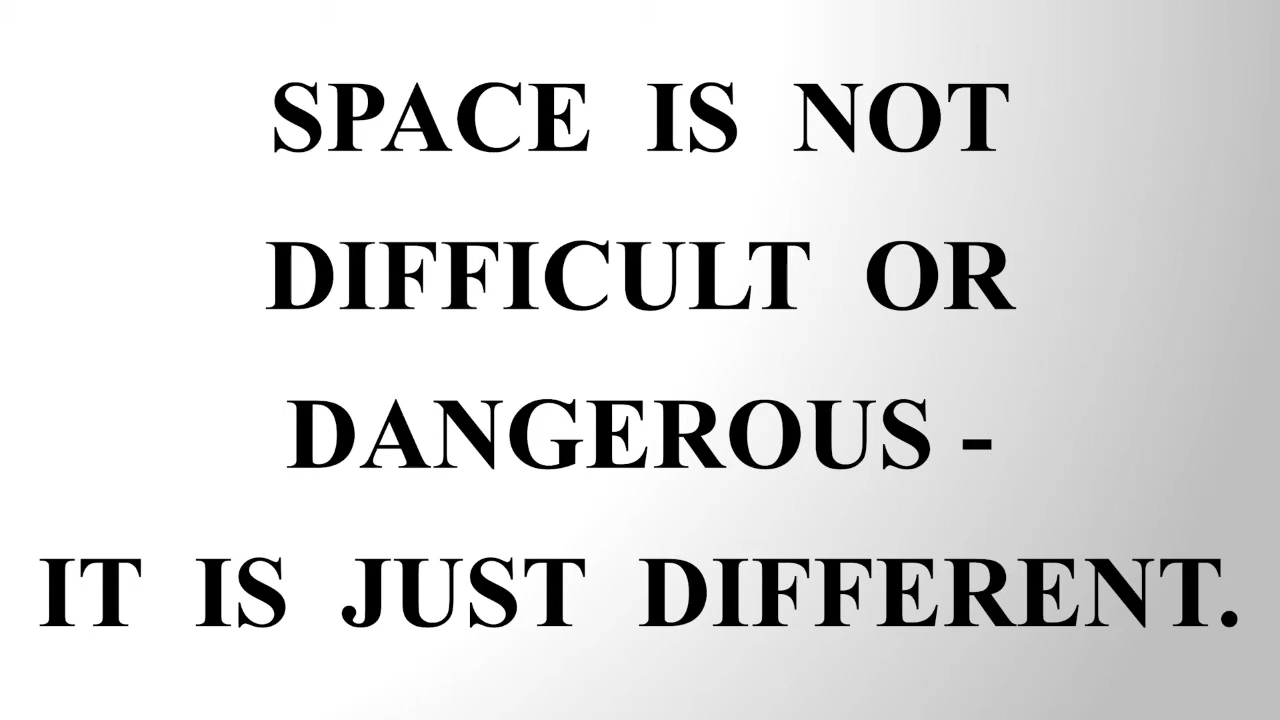 SPACE IS NOT
DIFFICULT OR
DANGEROUS -
IT IS JUST DIFFERENT.